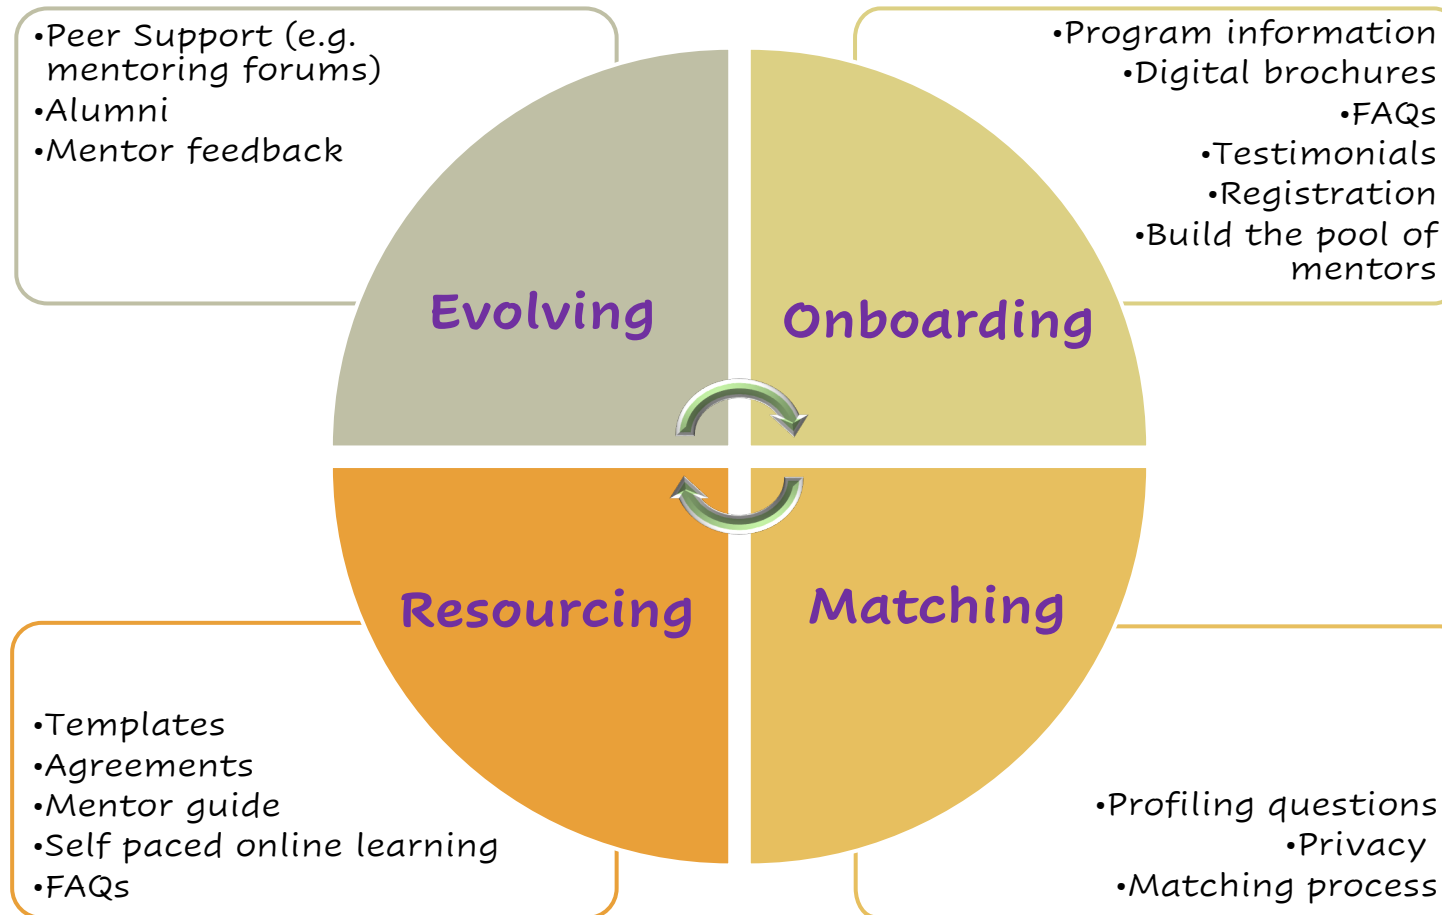 •Peer Support (e.g.
mentoring forums)
•Alumni
•Mentor feedback
•Program information
•Digital brochures
•FAQs
•Testimonials
•Registration
•Build the pool of
mentors
Evolving
Onboarding
Resourcing
Matching
•Templates
•Agreements
•Mentor guide
•Self paced online learning
•FAQs
•Profiling questions
•Privacy
•Matching process